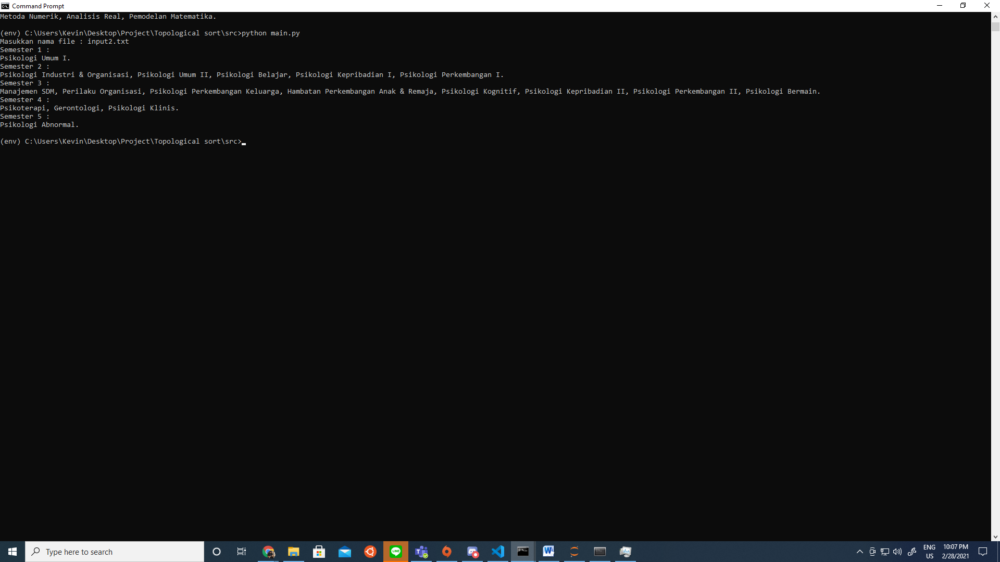 Command Prompt
Metoda Numerik, Analisis Real, Pemodelan Matematika.
(env) C:\Users\Kevin\Desktop\Project\Topological sort\src>python main.py
Masukkan nama file : input2.txt
Semester 1 :
Psikologi Umum I.
Semester 2 :
Psikologi Industri & Organisasi, Psikologi Umum II, Psikologi Belajar, Psikologi Kepribadian I, Psikologi Perkembangan I.
Semester 3 :
Manajemen SDM, Perilaku Organisasi, Psikologi Perkembangan Keluarga, Hambatan Perkembangan Anak & Remaja, Psikologi Kognitif, Psikologi Kepribadian II, Psikologi Perkembangan II, Psikologi Bermain.
Semester 4 :
Psikoterapi, Gerontologi, Psikologi Klinis.
Semester 5 :
Psikologi Abnormal.
(env) C:\Users\Kevin\Desktop\Project\Topological sort\src>
Type here to search
ENG
US
10:07 PM
2/28/2021